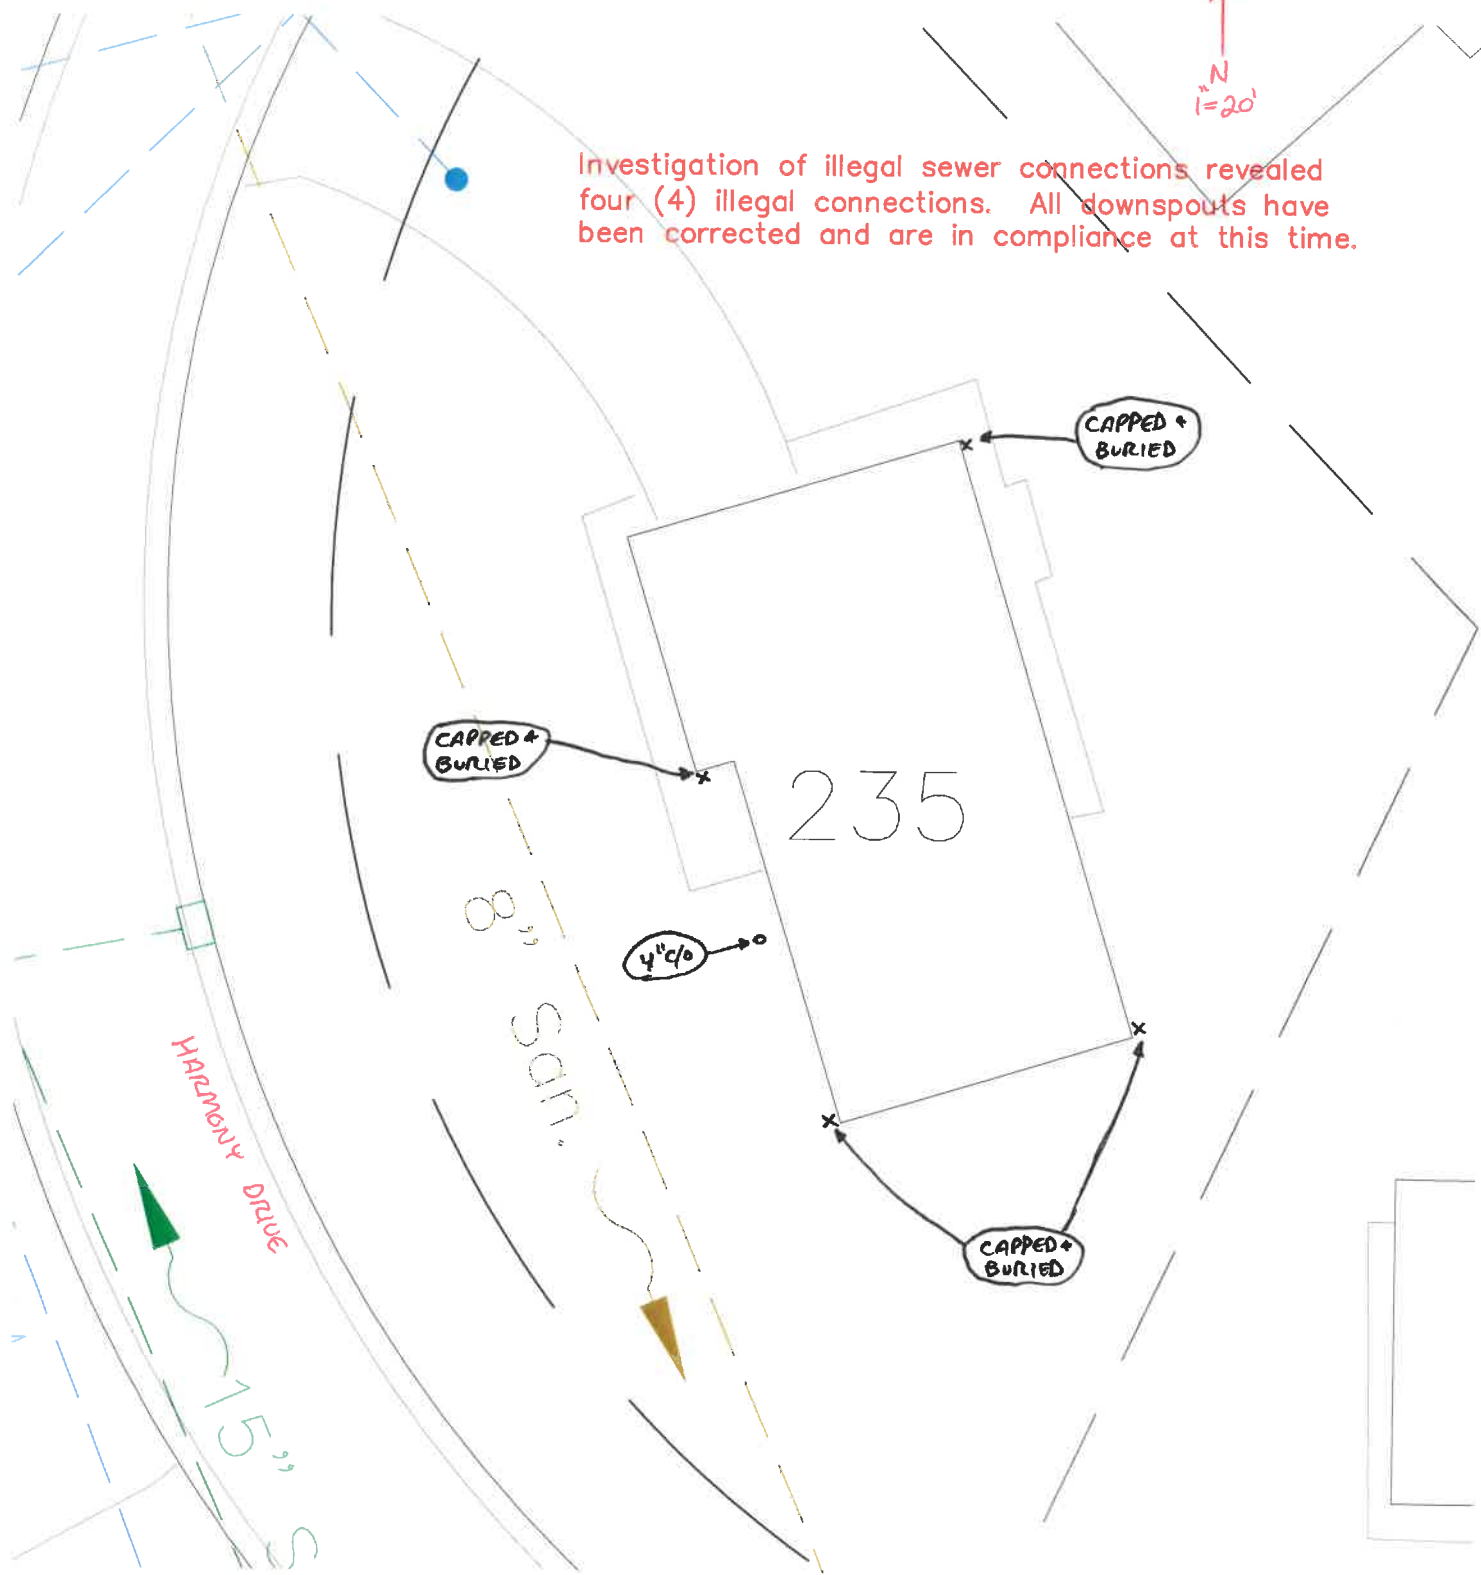 N
1"=20'
Investigation of illegal sewer connections revealed
four (4) illegal connections. All downspouts have
been corrected and are in compliance at this time.
CAPPED &
BURIED
CAPPED &
BURIED
235
8" San.
4" C/O
HARMONY DRIVE
CAPPED &
BURIED
15" S